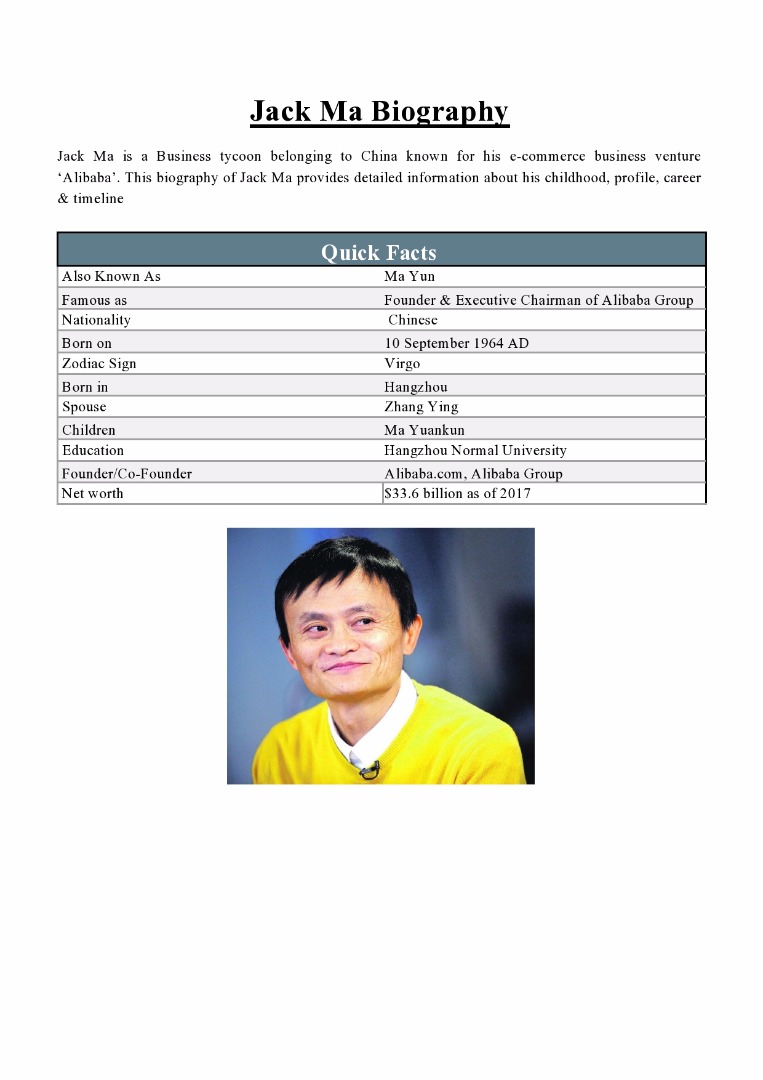 Jack Ma Biography
Jack Ma is a Business tycoon belonging to China known for his e-commerce business venture
‘Alibaba’. This biography of Jack Ma provides detailed information about his childhood, profile, career
& timeline
Quick Facts
Also Known As Ma Yun
Famous as Founder & Executive Chairman of Alibaba Group
Nationality Chinese
Born on 10 September 1964 AD
Zodiac Sign Virgo
Born in Hangzhou
Spouse Zhang Ying
Children Ma Yuankun
Education Hangzhou Normal University
Founder/Co-Founder Alibaba.com, Alibaba Group
Net worth $33.6 billion as of 2017